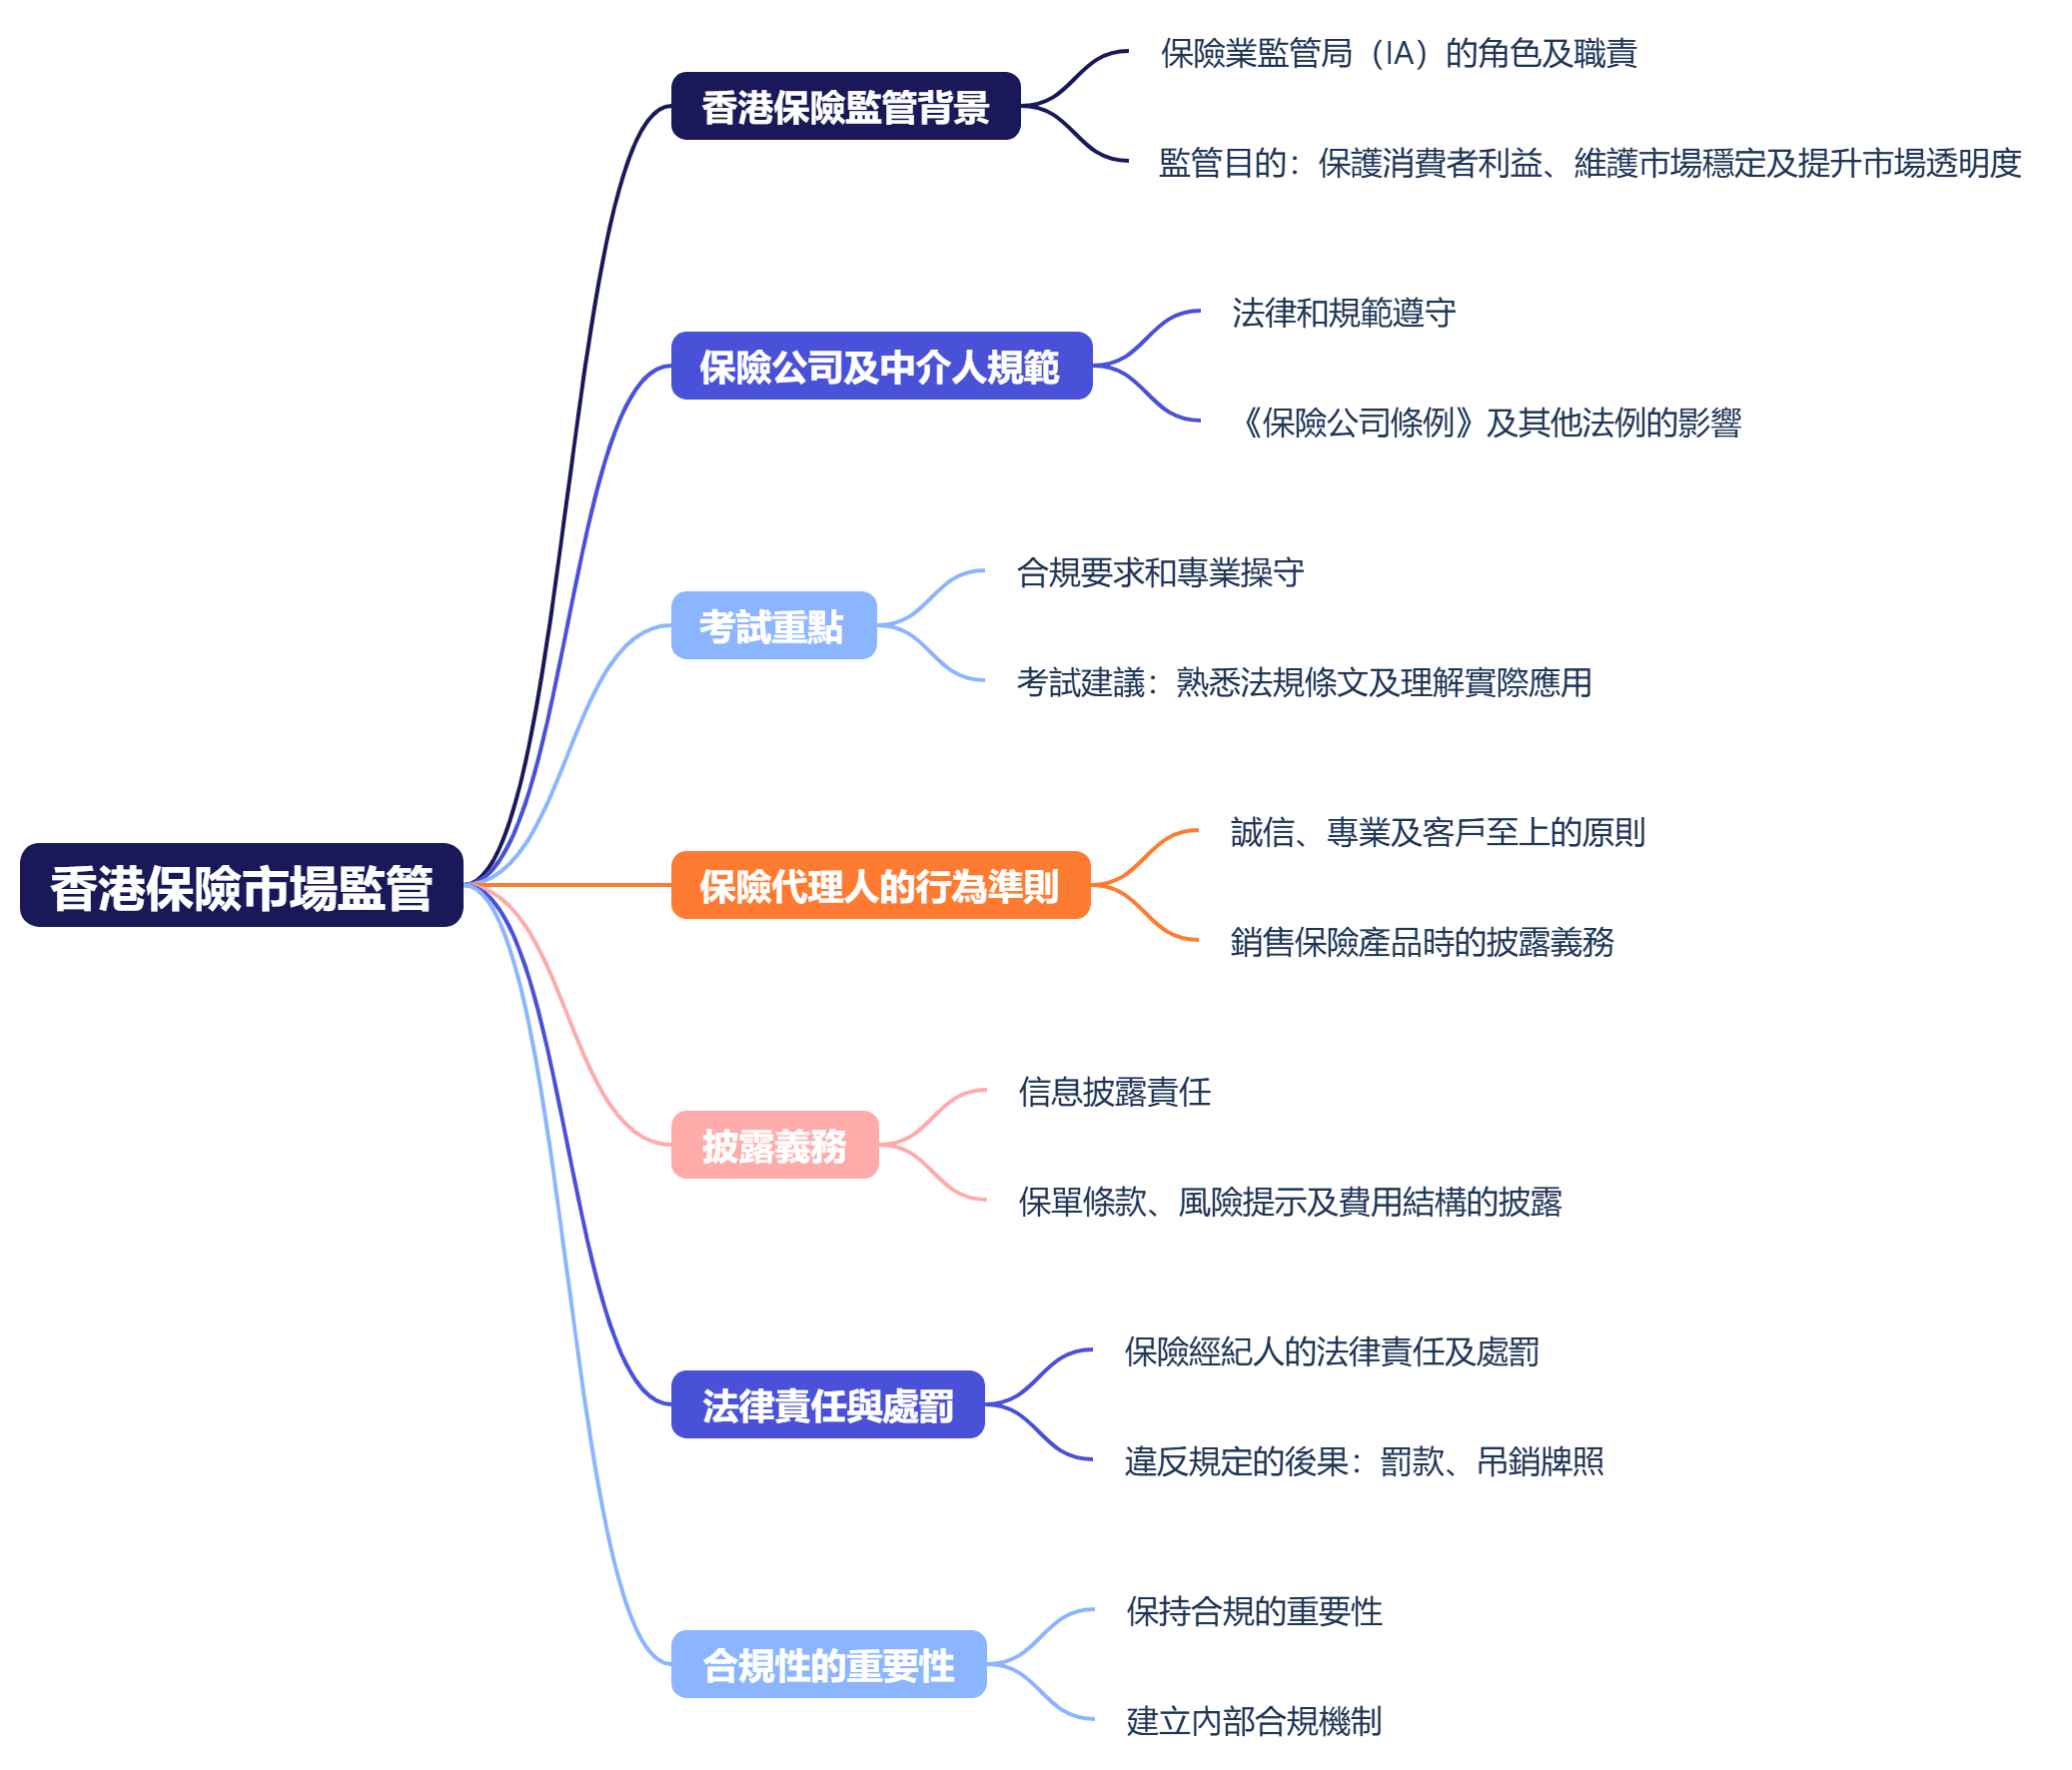 香港保險市場監管
香港保險監管背景
保險業監管局（IA）的角色及職責
監管目的：保護消費者利益、維護市場穩定及提升市場透明度
保險公司及中介人規範
法律和規範遵守
《保險公司條例》及其他法例的影響
考試重點
合規要求和專業操守
考試建議：熟悉法規條文及理解實際應用
保險代理人的行為準則
誠信、專業及客戶至上的原則
銷售保險產品時的披露義務
披露義務
信息披露責任
保單條款、風險提示及費用結構的披露
法律責任與處罰
保險經紀人的法律責任及處罰
違反規定的後果：罰款、吊銷牌照
合規性的重要性
保持合規的重要性
建立內部合規機制